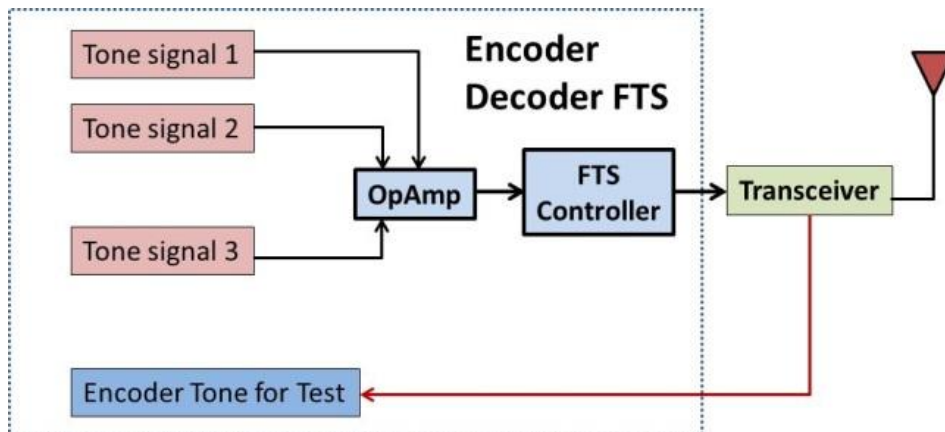 Tone signal 1
Encoder
Decoder FTS
Tone signal 2
OpAmp
FTS
Controller
Transceiver
Tone signal 3
Encoder Tone for Test